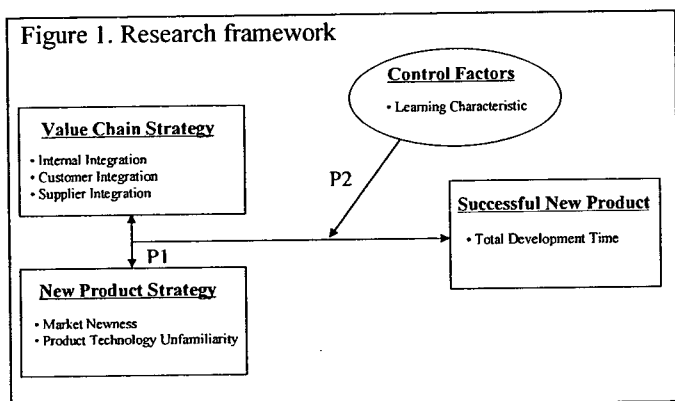 Figure 1. Research framework
Control Factors
• Learning Characteristic
Value Chain Strategy
• Internal Integration
• Customer Integration
• Supplier Integration
P2
Successful New Product
• Total Development Time
P1
New Product Strategy
• Market Newness
• Product Technology Unfamiliarity